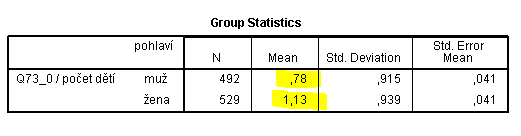 Group Statistics
pohlaví N Mean Std. Deviation Std. Error Mean
Q73_0 / počet dětí muž 492 ,78 ,915 ,041
žena 529 1,13 ,939 ,041